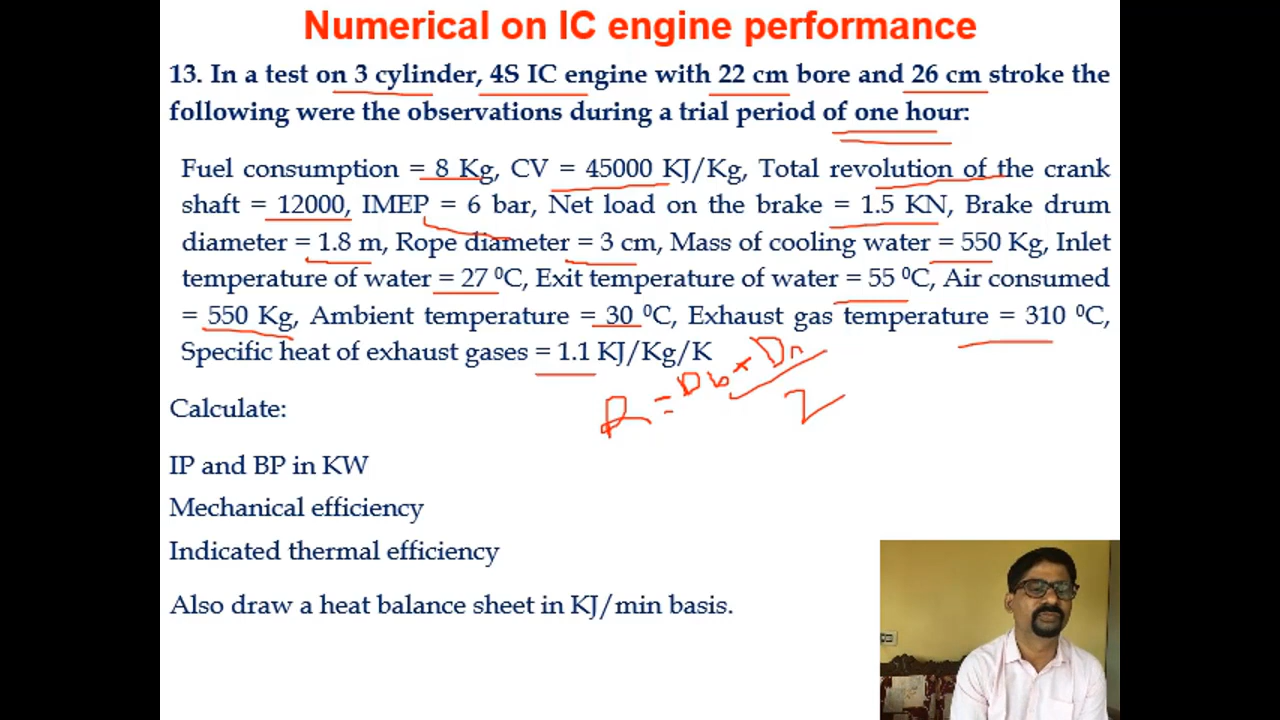 Numerical on IC engine performance
13. In a test on 3 cylinder, 4S IC engine with 22 cm bore and 26 cm stroke the
following were the observations during a trial period of one hour:
Fuel consumption = 8 Kg, CV = 45000 KJ/Kg, Total revolution of the crank
shaft = 12000, IMEP = 6 bar, Net load on the brake = 1.5 KN, Brake drum
diameter = 1.8 m, Rope diameter = 3 cm, Mass of cooling water = 550 Kg, Inlet
temperature of water = 27 ⁰C, Exit temperature of water = 55 ⁰C, Air consumed
= 550 Kg, Ambient temperature = 30 ⁰C, Exhaust gas temperature = 310 ⁰C,
Specific heat of exhaust gases = 1.1 KJ/Kg/K
R = Db + Dr
2
Calculate:
IP and BP in KW
Mechanical efficiency
Indicated thermal efficiency
Also draw a heat balance sheet in KJ/min basis.